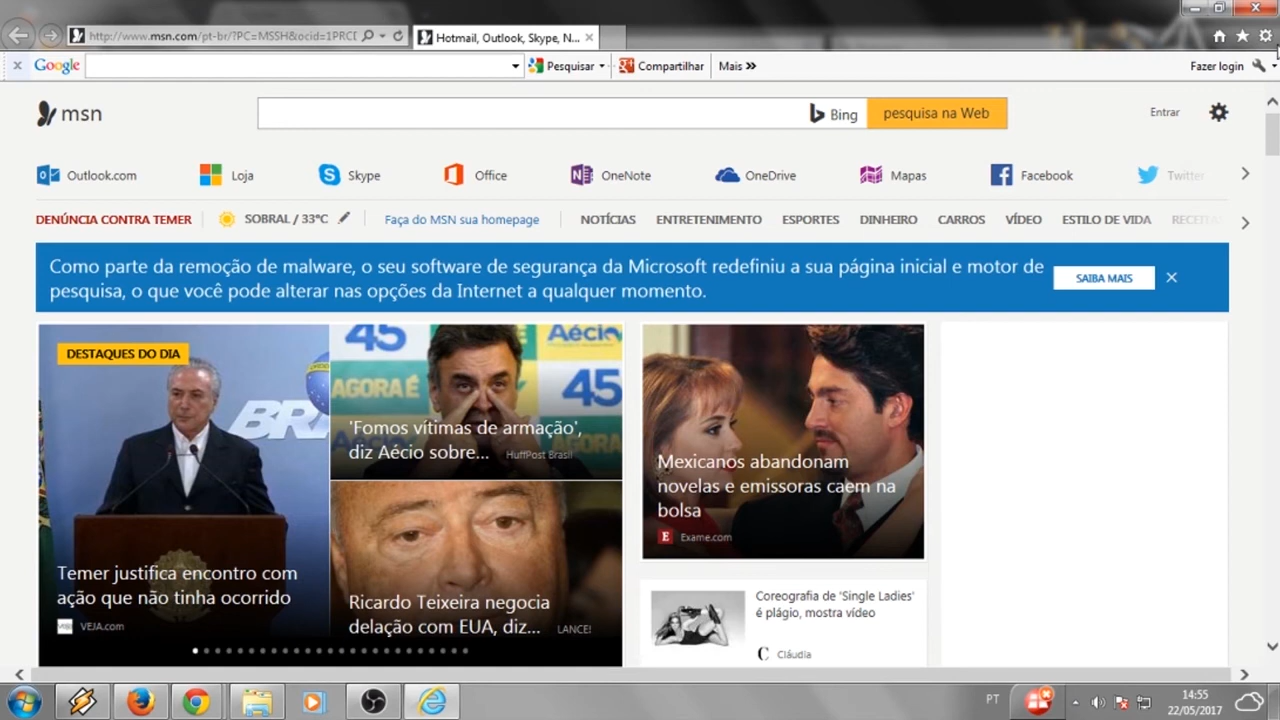 http://www.msn.com/pt-br/?PC=MSSH&ocid=1PRCD
Hotmail, Outlook, Skype, N...
Google
Pesquisar
Compartilhar
Mais
Fazer login
msn
Bing
pesquisa na Web
Entrar
Outlook.com
Loja
Skype
Office
OneNote
OneDrive
Mapas
Facebook
Twitter
DENÚNCIA CONTRA TEMER
SOBRAL / 33°C
Faça do MSN sua homepage
NOTÍCIAS
ENTRETENIMENTO
ESPORTES
DINHEIRO
CARROS
VÍDEO
ESTILO DE VIDA
Como parte da remoção de malware, o seu software de segurança da Microsoft redefiniu a sua página inicial e motor de
pesquisa, o que você pode alterar nas opções da Internet a qualquer momento.
SAIBA MAIS
DESTAQUES DO DIA
Temer justifica encontro com
ação que não tinha ocorrido
VEJA.com
45
AGORA É
Aécio
45
'Fomos vítimas de armação',
diz Aécio sobre...
HuffPost Brasil
Ricardo Teixeira negocia
delação com EUA, diz...
LANCE!
Mexicanos abandonam
novelas e emissoras caem na
bolsa
E
Exame.com
Coreografia de 'Single Ladies'
é plágio, mostra vídeo
C
Cláudia
PT
14:55
22/05/2017